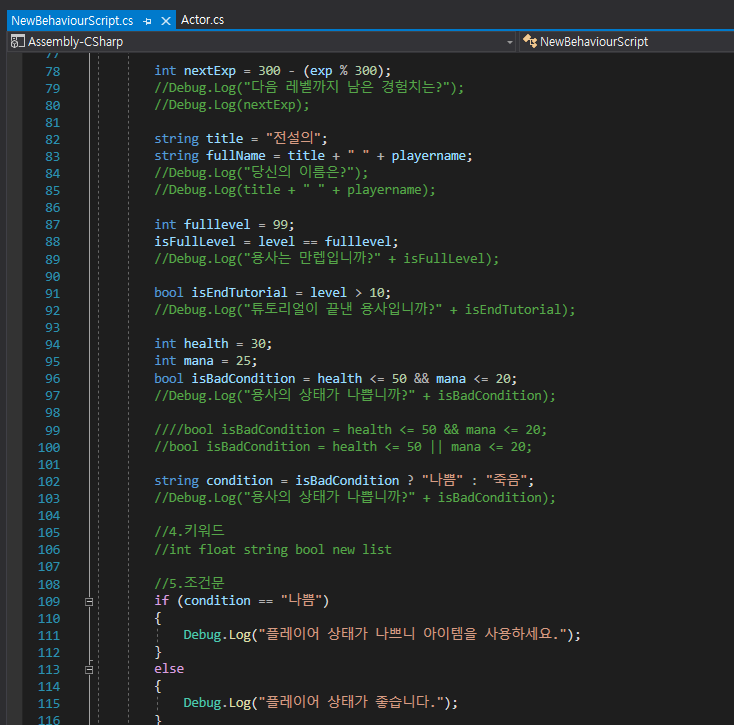 NewBehaviourScript.cs Actor.cs
Assembly-CSharp NewBehaviourScript
77
78 int nextExp = 300 - (exp % 300);
79 //Debug.Log("다음 레벨까지 남은 경험치는?");
80 //Debug.Log(nextExp);
81
82 string title = "전설의";
83 string fullName = title + " " + playername;
84 //Debug.Log("당신의 이름은?");
85 //Debug.Log(title + " " + playername);
86
87 int fulllevel = 99;
88 isFullLevel = level == fulllevel;
89 //Debug.Log("용사는 만렙입니까?" + isFullLevel);
90
91 bool isEndTutorial = level > 10;
92 //Debug.Log("튜토리얼이 끝낸 용사입니까?" + isEndTutorial);
93
94 int health = 30;
95 int mana = 25;
96 bool isBadCondition = health <= 50 && mana <= 20;
97 //Debug.Log("용사의 상태가 나쁩니까?" + isBadCondition);
98
99 ////bool isBadCondition = health <= 50 && mana <= 20;
100 //bool isBadCondition = health <= 50 || mana <= 20;
101
102 string condition = isBadCondition ? "나쁨" : "죽음";
103 //Debug.Log("용사의 상태가 나쁩니까?" + isBadCondition);
104
105 //4.키워드
106 //int float string bool new list
107
108 //5.조건문
109 if (condition == "나쁨")
110 {
111 Debug.Log("플레이어 상태가 나쁘니 아이템을 사용하세요.");
112 }
113 else
114 {
115 Debug.Log("플레이어 상태가 좋습니다.");
116 }